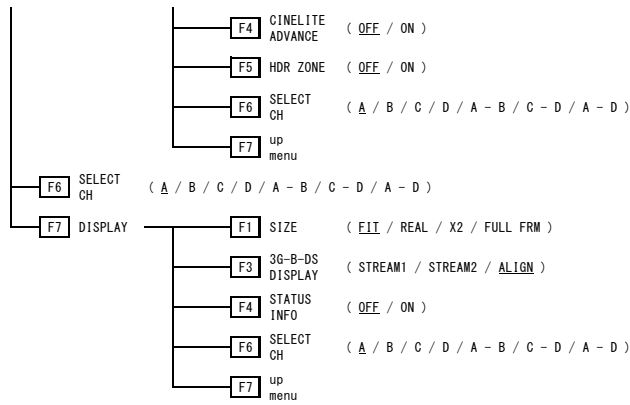 F4 CINELITE ADVANCE ( OFF / ON )
F5 HDR ZONE ( OFF / ON )
F6 SELECT CH ( A / B / C / D / A - B / C - D / A - D )
F7 up menu
F6 SELECT CH ( A / B / C / D / A - B / C - D / A - D )
F7 DISPLAY
F1 SIZE ( FIT / REAL / X2 / FULL FRM )
F3 3G-B-DS DISPLAY ( STREAM1 / STREAM2 / ALIGN )
F4 STATUS INFO ( OFF / ON )
F6 SELECT CH ( A / B / C / D / A - B / C - D / A - D )
F7 up menu